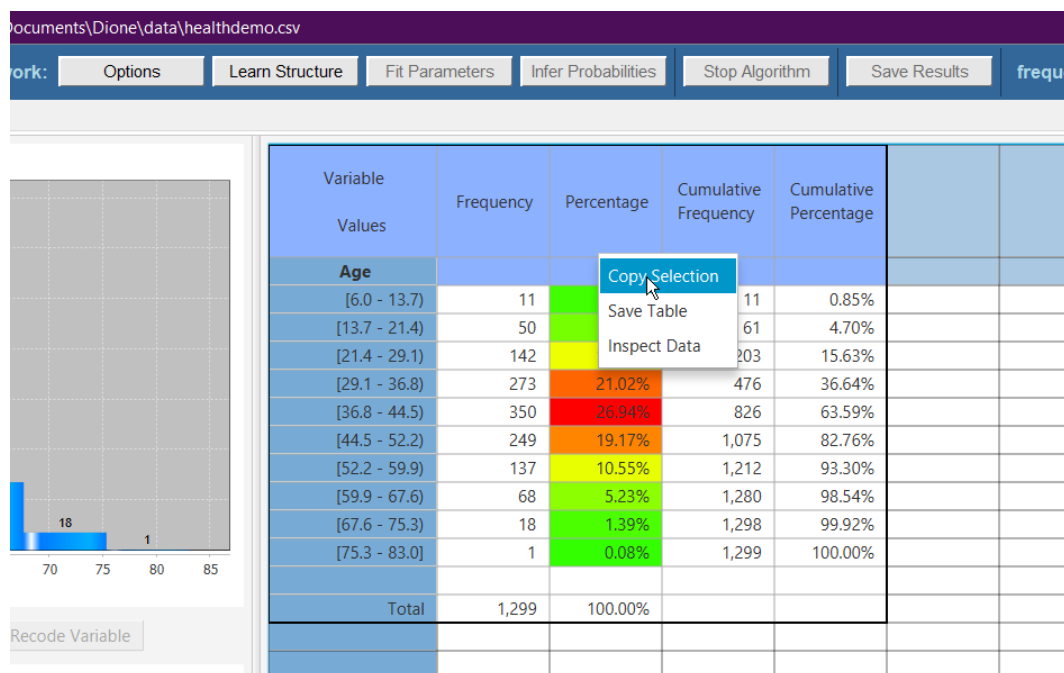 Documents\Dione\data\healthdemo.csv
Options Learn Structure Fit Parameters Infer Probabilities Stop Algorithm Save Results
Variable
Values
Frequency
Percentage
Cumulative
Frequency
Cumulative
Percentage
Age
Copy Selection
Save Table
Inspect Data
[6.0 - 13.7) 11 11 0.85%
[13.7 - 21.4) 50 61 4.70%
[21.4 - 29.1) 142 203 15.63%
[29.1 - 36.8) 273 21.02% 476 36.64%
[36.8 - 44.5) 350 26.94% 826 63.59%
[44.5 - 52.2) 249 19.17% 1,075 82.76%
[52.2 - 59.9) 137 10.55% 1,212 93.30%
[59.9 - 67.6) 68 5.23% 1,280 98.54%
[67.6 - 75.3) 18 1.39% 1,298 99.92%
[75.3 - 83.0] 1 0.08% 1,299 100.00%
Total 1,299 100.00%
18
1
70 75 80 85
Recode Variable